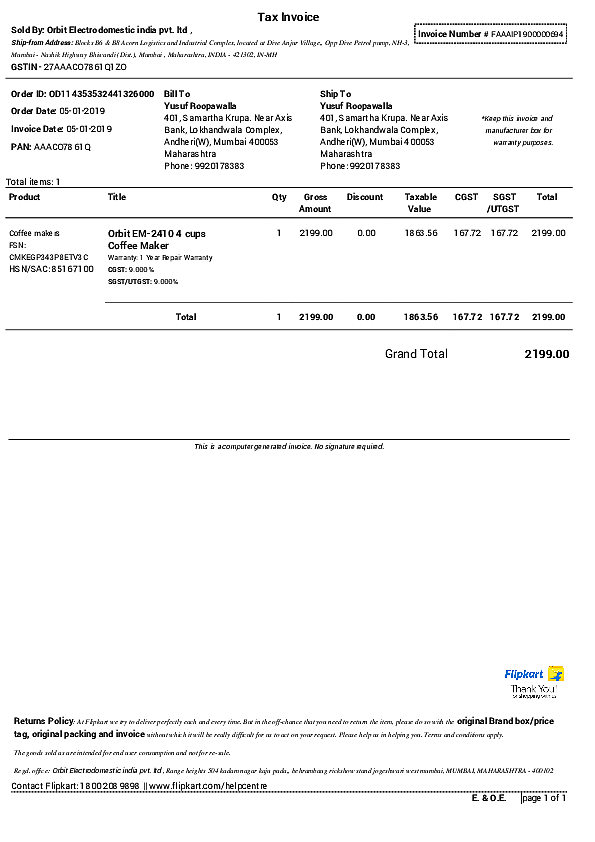 Tax Invoice
Sold By: Orbit Electrodomestic india pvt. ltd ,
Invoice Number # FAAAIP1900000694
Ship-from Address: Blocks B6 & B8 Acorn Logistics and Industrial Complex, located at Dive Anjur Village,, Opp Dive Petrol pump, NH-3,
Mumbai - Nashik Highway Bhiwandi (Dist.), Mumbai , Maharashtra, INDIA - 421302, IN-MH
GSTIN - 27AAACO7861Q1ZO
Order ID: OD114353532441326000
Order Date: 05-01-2019
Invoice Date: 05-01-2019
PAN: AAACO7861Q
Bill To
Yusuf Roopawalla
401, Samartha Krupa. Near Axis
Bank, Lokhandwala Complex,
Andheri(W), Mumbai 400053
Maharashtra
Phone: 9920178383
Ship To
Yusuf Roopawalla
401, Samartha Krupa. Near Axis
Bank, Lokhandwala Complex,
Andheri(W), Mumbai 400053
Maharashtra
Phone: 9920178383
*Keep this invoice and
manufacturer box for
warranty purposes.
Total items: 1
Product Title Qty Gross Amount Discount Taxable Value CGST SGST /UTGST Total
Coffee makers
FSN:
CMKEGP343P8ETV3C
HSN/SAC: 85167100
Orbit EM-2410 4 cups
Coffee Maker
Warranty: 1 Year Repair Warranty
CGST: 9.000%
SGST/UTGST: 9.000%
1 2199.00 0.00 1863.56 167.72 167.72 2199.00
Total 1 2199.00 0.00 1863.56 167.72 167.72 2199.00
Grand Total 2199.00
This is a computer generated invoice. No signature required.
Flipkart
Thank You!
for shopping with us
Returns Policy: At Flipkart we try to deliver perfectly each and every time. But in the off-chance that you need to return the item, please do so with the original Brand box/price
tag, original packing and invoice without which it will be really difficult for us to act on your request. Please help us in helping you. Terms and conditions apply.
The goods sold as are intended for end user consumption and not for re-sale.
Regd. office: Orbit Electrodomestic india pvt. ltd , Range heights 504 kadamnagar kaju pada,, behrambag rickshow stand jogeshwari west mumbai, MUMBAI, MAHARASHTRA - 400102
Contact Flipkart: 1800 208 9898 || www.flipkart.com/helpcentre
E. & O.E. page 1 of 1